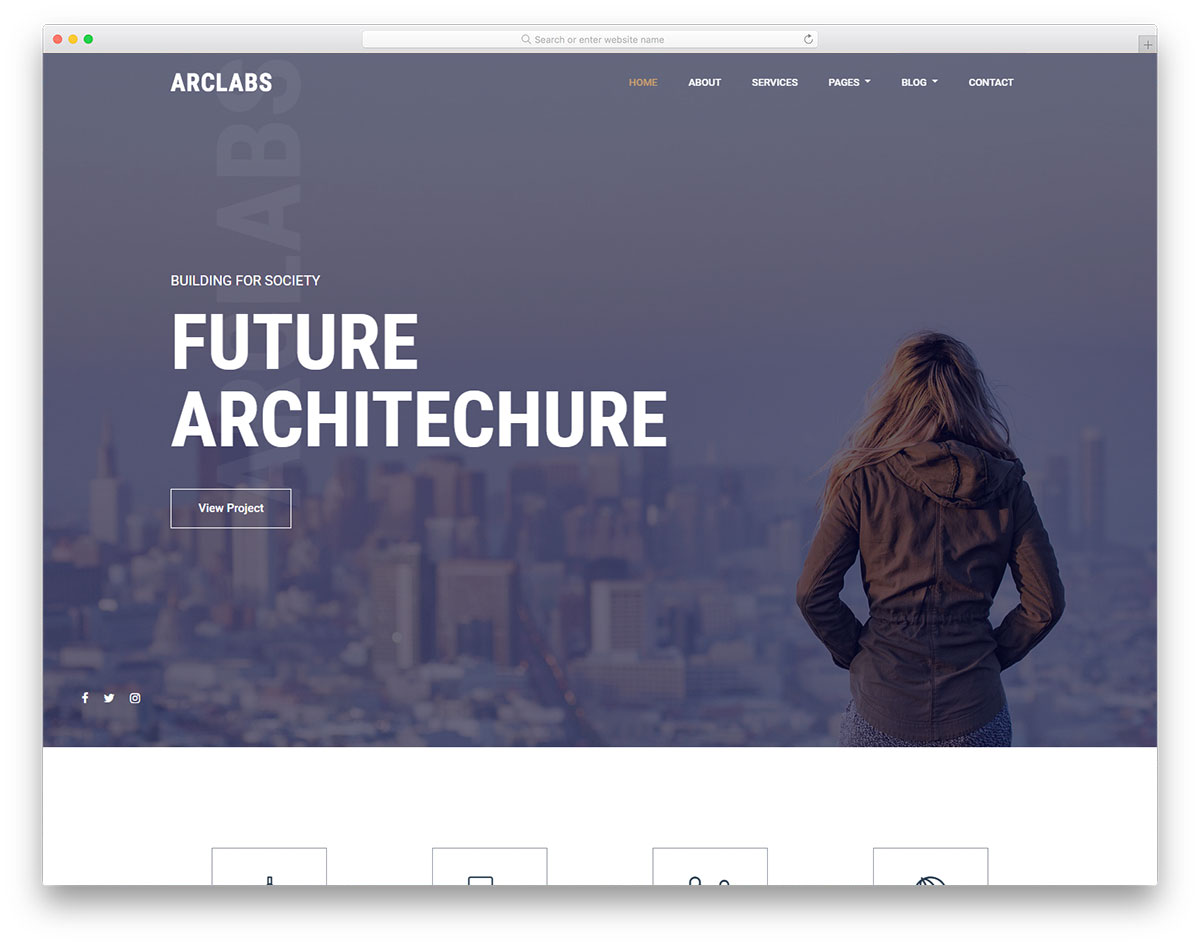 Search or enter website name
ARCLABS
HOME ABOUT SERVICES PAGES BLOG CONTACT
ARCLABS
BUILDING FOR SOCIETY
FUTURE
ARCHITECHURE
View Project